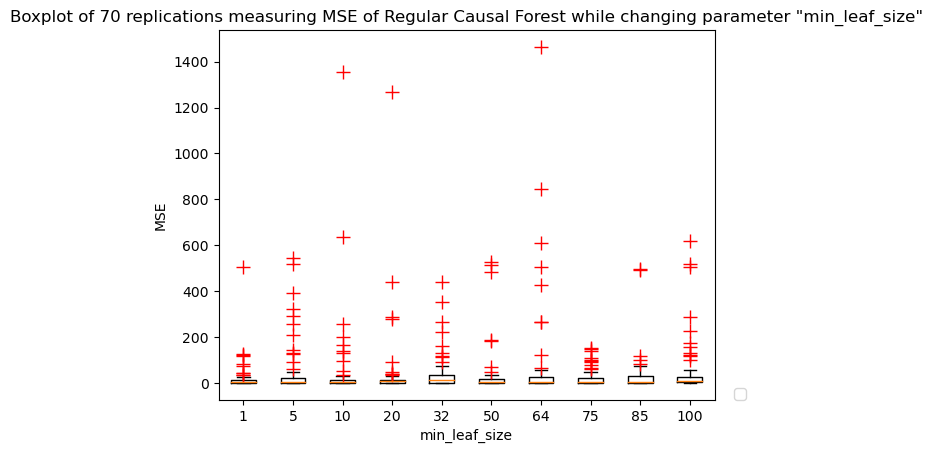 Boxplot of 70 replications measuring MSE of Regular Causal Forest while changing parameter "min_leaf_size"
1400
1200
1000
800
600
400
200
0
MSE
1 5 10 20 32 50 64 75 85 100
min_leaf_size